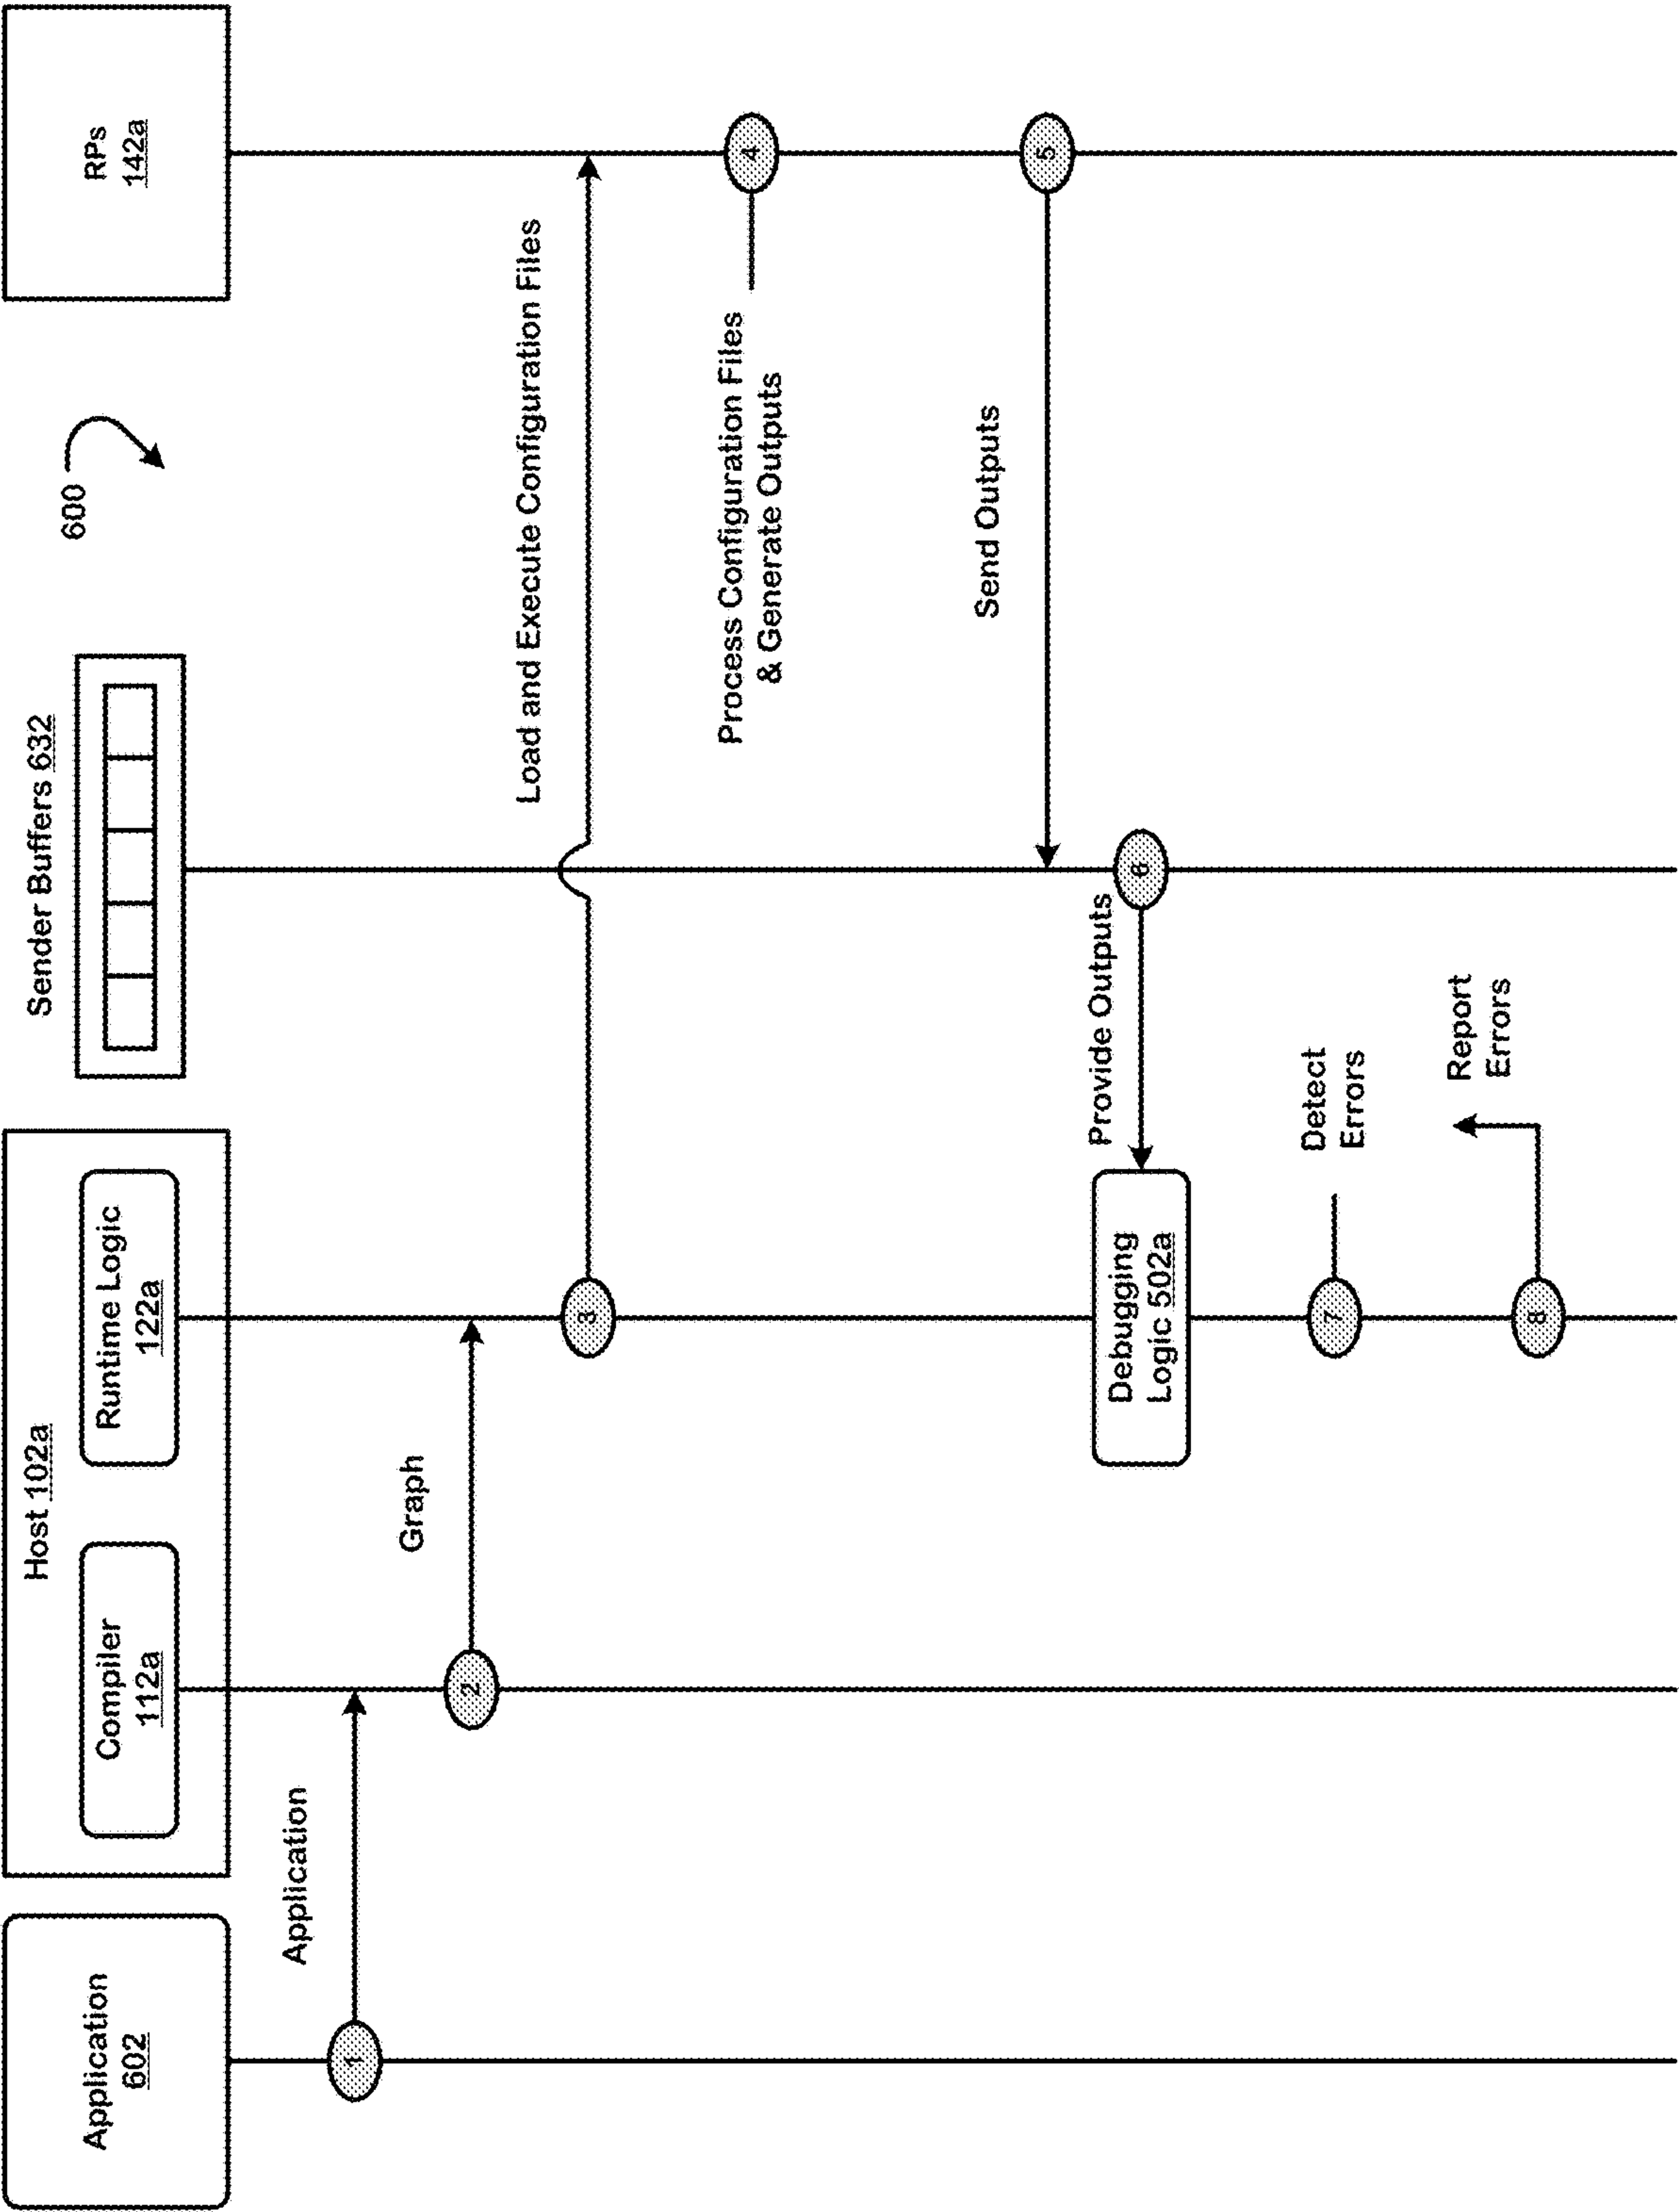 600
Application
602
Host 102a
Compiler
112a
Runtime Logic
122a
Sender Buffers 632
RPs
142a
Application
1
Graph
2
Load and Execute Configuration Files
3
4
Process Configuration Files
& Generate Outputs
Send Outputs
5
Provide Outputs
6
Debugging
Logic 502a
Detect
Errors
7
Report
Errors
8